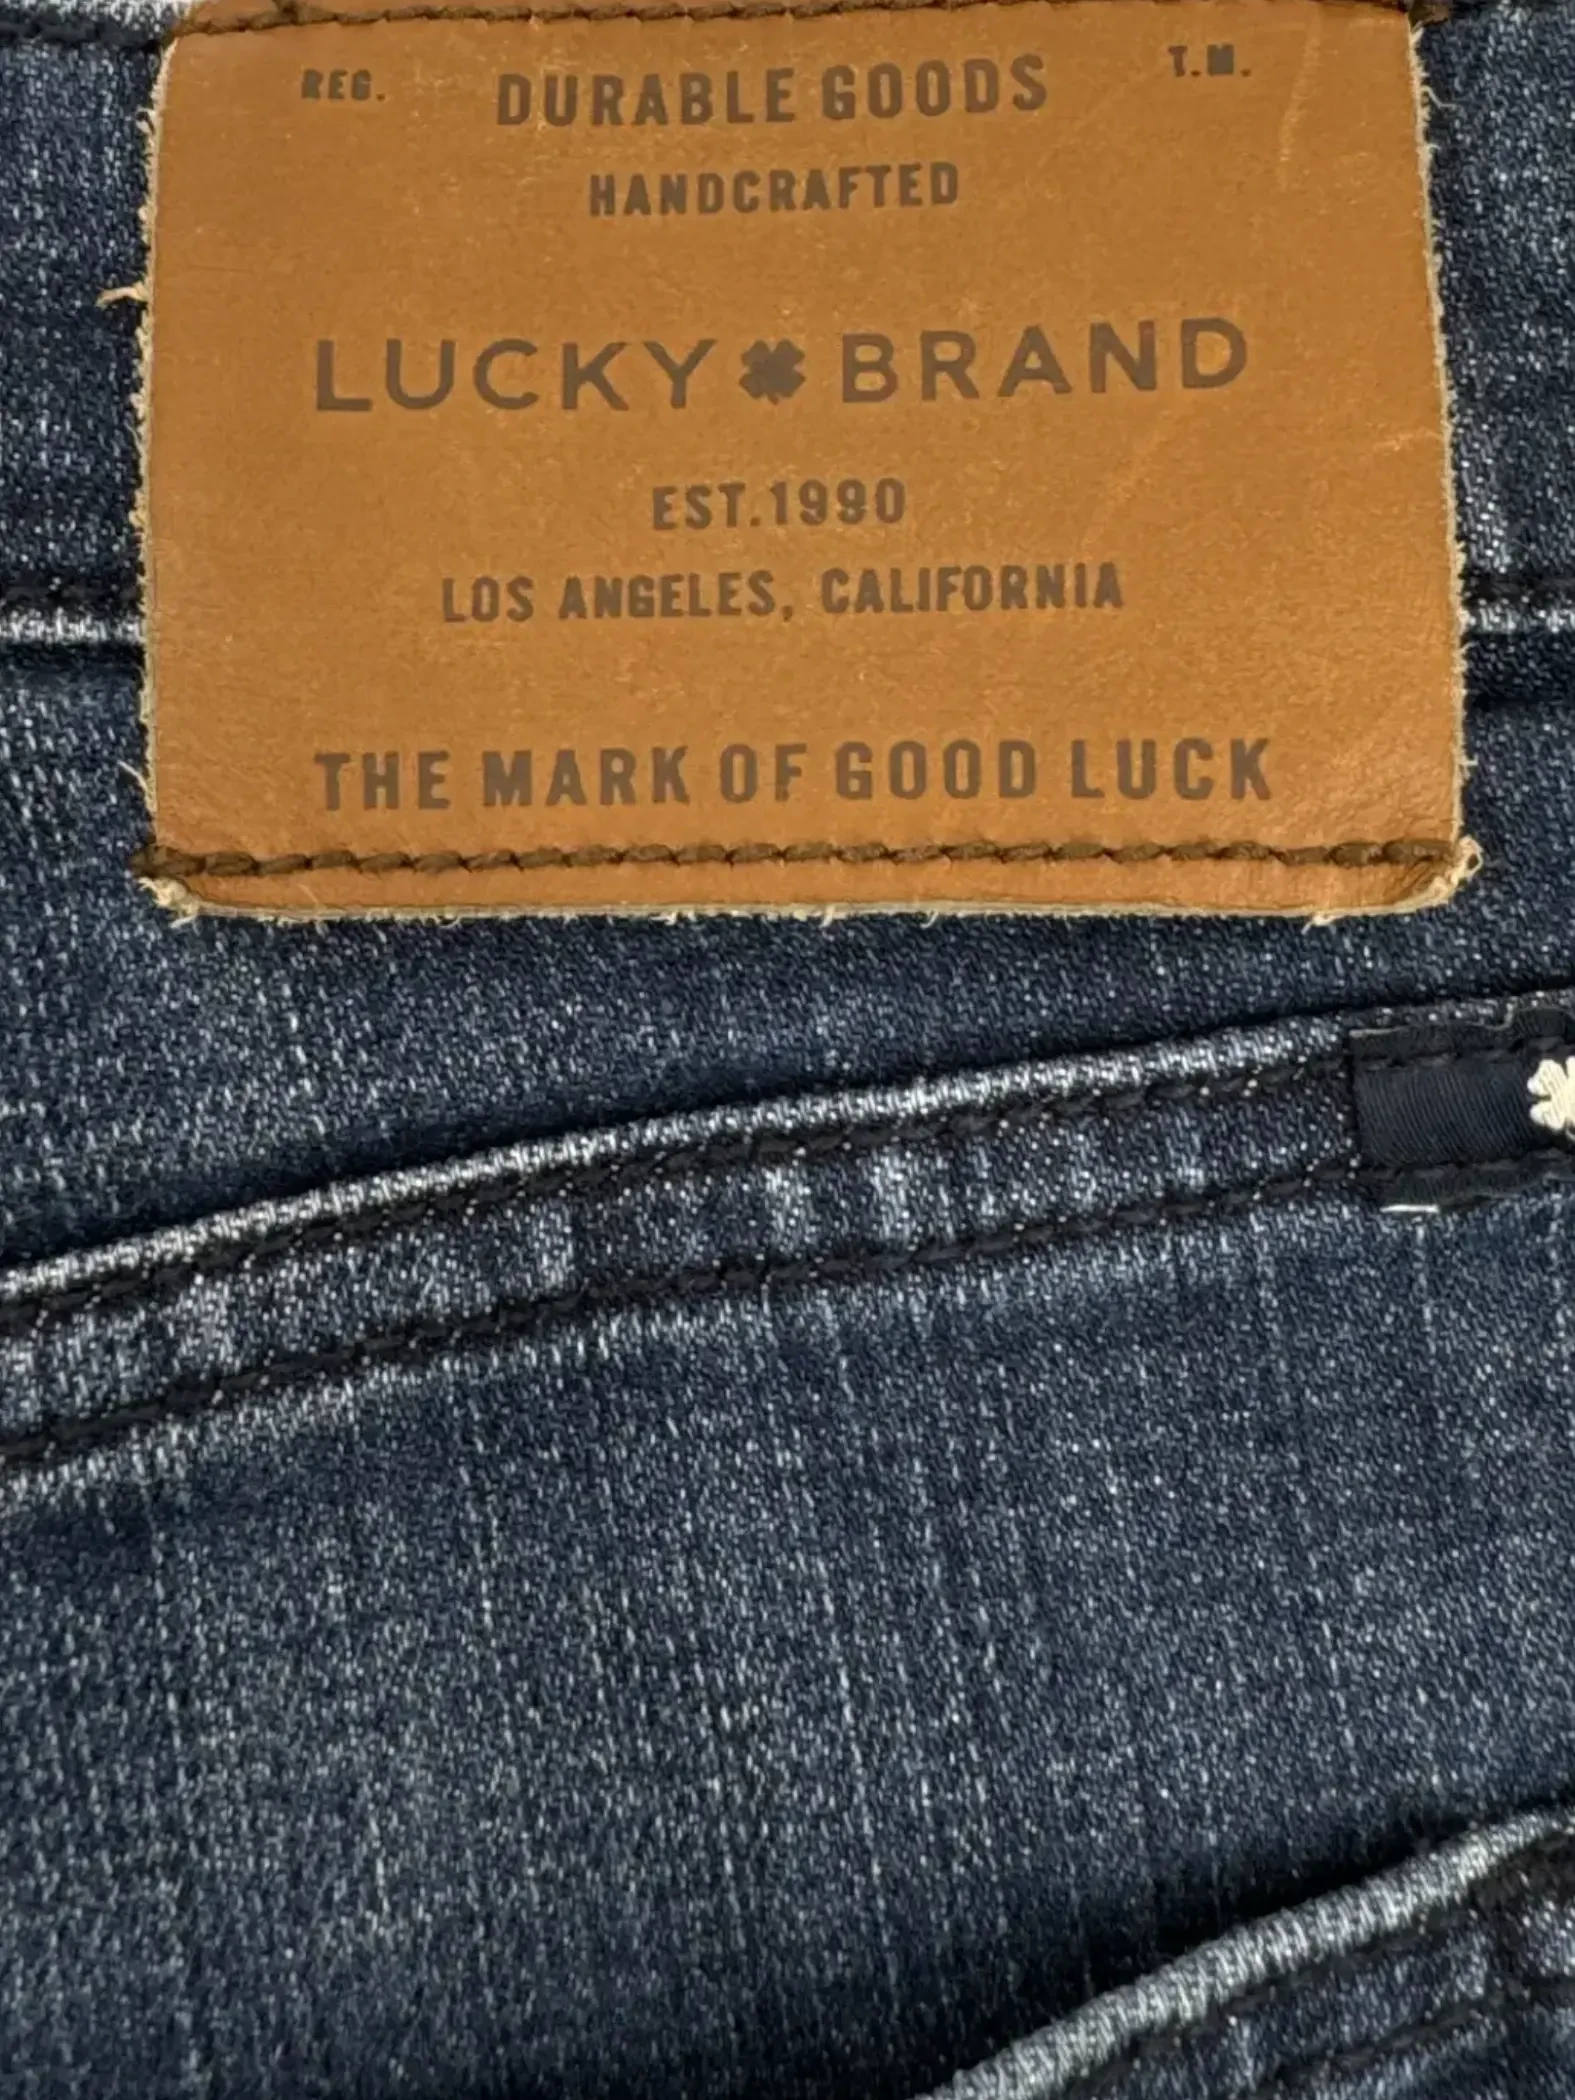 REG. DURABLE GOODS T.M.
HANDCRAFTED
LUCKY BRAND
EST.1990
LOS ANGELES, CALIFORNIA
THE MARK OF GOOD LUCK